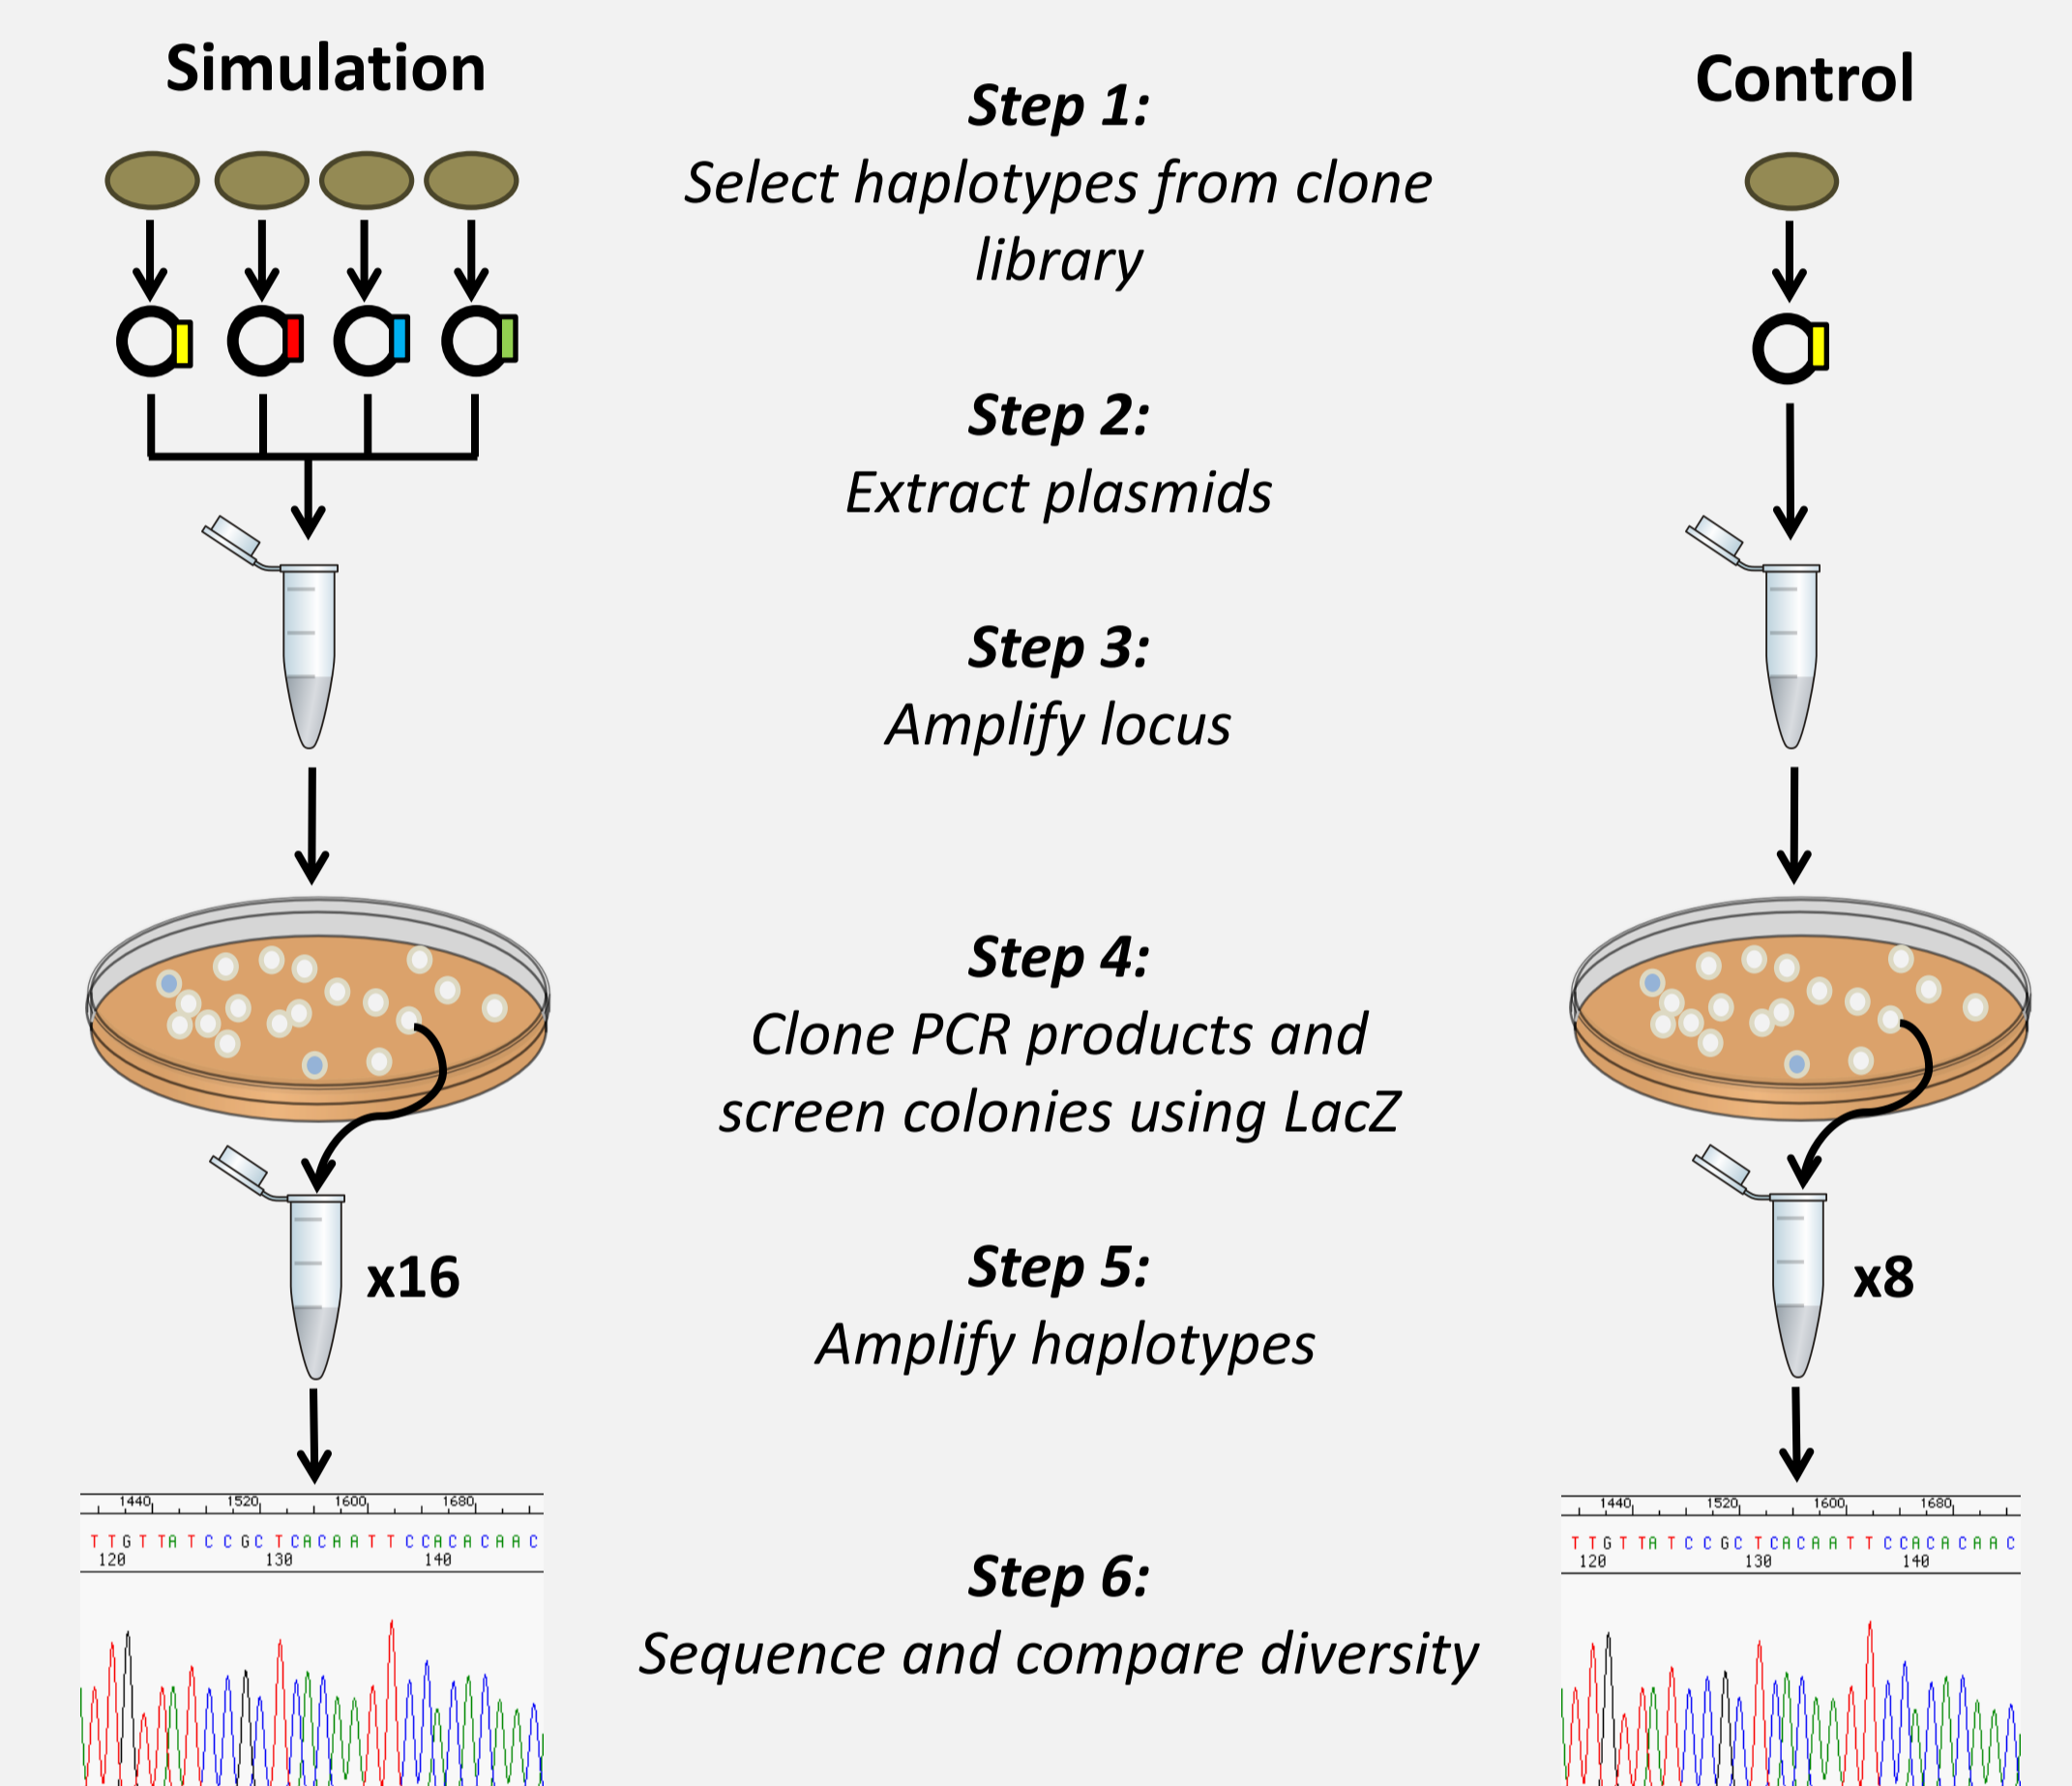 Simulation
Control
Step 1:
Select haplotypes from clone
library
Step 2:
Extract plasmids
Step 3:
Amplify locus
Step 4:
Clone PCR products and
screen colonies using LacZ
Step 5:
x16
x8
Amplify haplotypes
1440 1520 1600 1680
T T G T T A T C C G C T C A C A A T T C C A C A C A A C
120 130 140
1440 1520 1600 1680
T T G T T A T C C G C T C A C A A T T C C A C A C A A C
120 130 140
Step 6:
Sequence and compare diversity